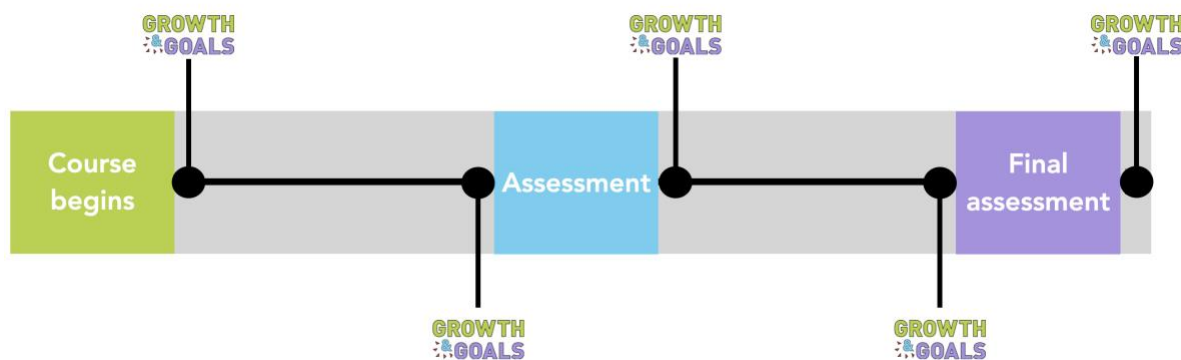 GROWTH
& GOALS
GROWTH
& GOALS
GROWTH
& GOALS
Course
begins
Assessment
Final
assessment
GROWTH
& GOALS
GROWTH
& GOALS